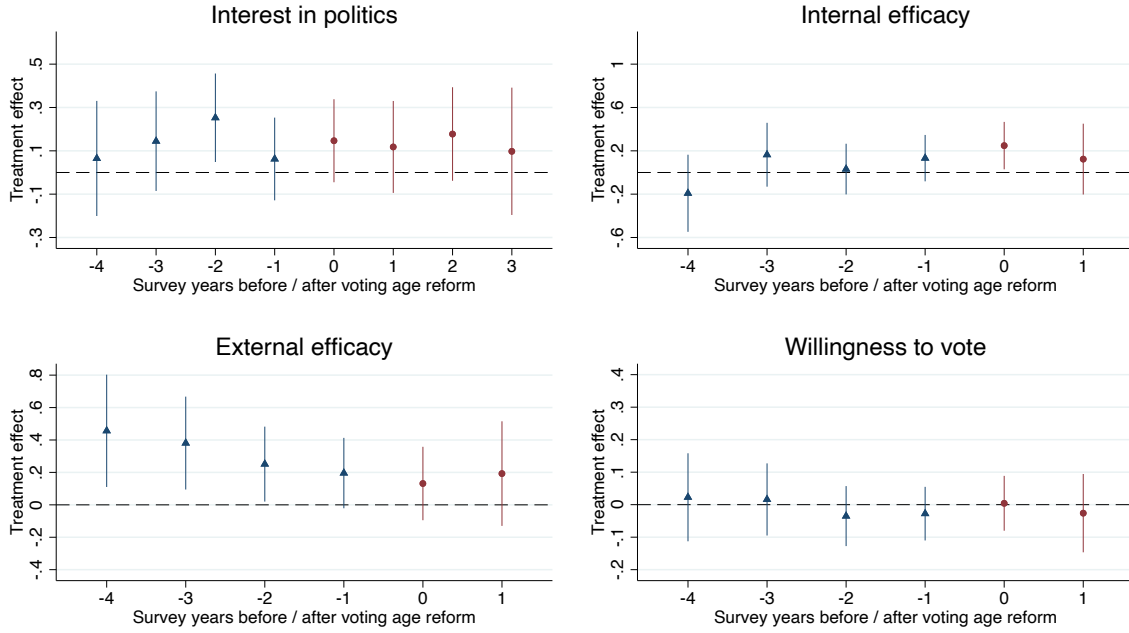 Interest in politics
Treatment effect
.5
.3
.1
-.1
-.3
-4 -3 -2 -1 0 1 2 3
Survey years before / after voting age reform
Internal efficacy
Treatment effect
1
.6
.2
-.2
-.6
-4 -3 -2 -1 0 1
Survey years before / after voting age reform
External efficacy
Treatment effect
.8
.6
.4
.2
0
-.2
-.4
-4 -3 -2 -1 0 1
Survey years before / after voting age reform
Willingness to vote
Treatment effect
.4
.3
.2
.1
0
-.1
-.2
-4 -3 -2 -1 0 1
Survey years before / after voting age reform